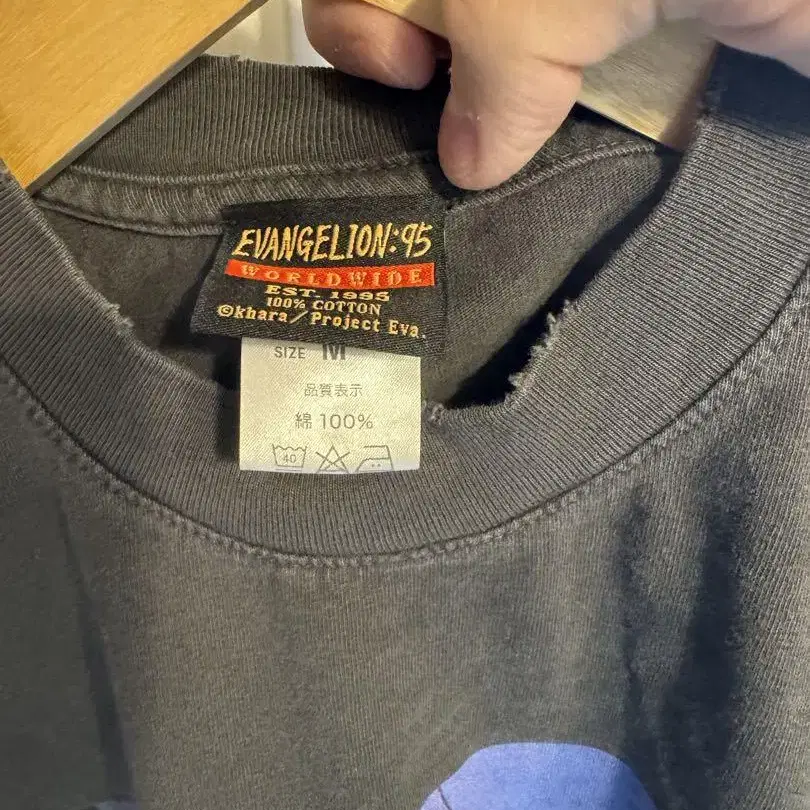 EVANGELION:95
WORLDWIDE
EST. 1995
100% COTTON
©khara/Project Eva.
SIZE M
品質表示
綿 100%
40